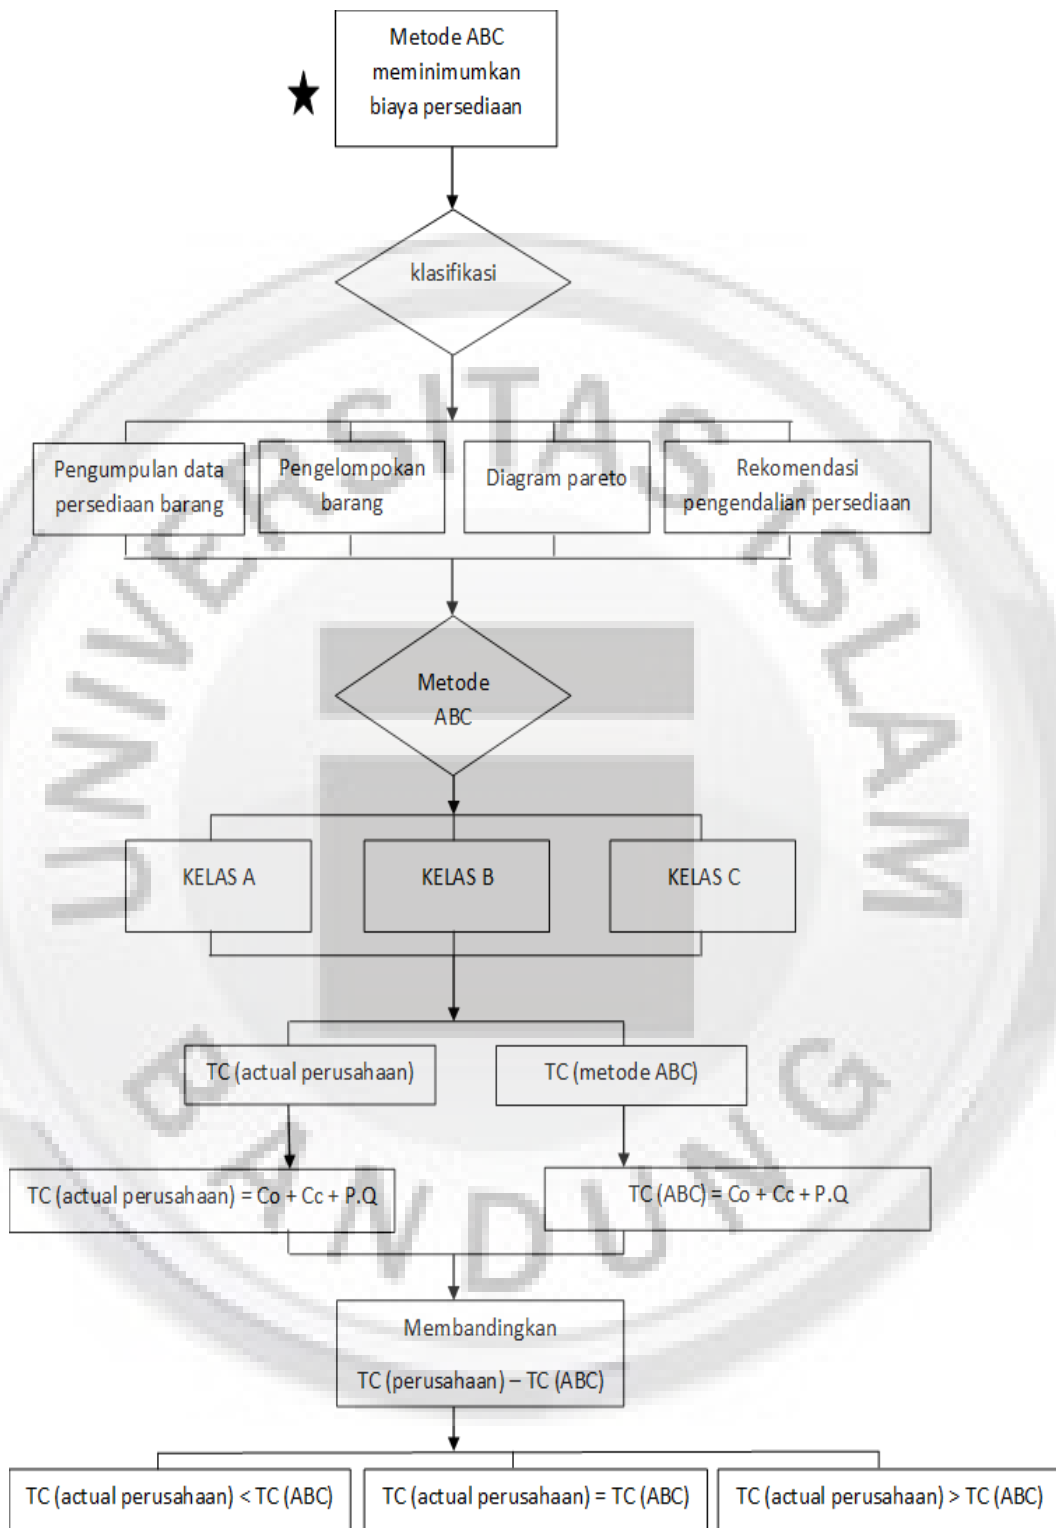 Metode ABC
meminimumkan
biaya persediaan
klasifikasi
Pengumpulan data
persediaan barang
Pengelompokan
barang
Diagram pareto
Rekomendasi
pengendalian persediaan
Metode
ABC
KELAS A
KELAS B
KELAS C
TC (actual perusahaan)
TC (metode ABC)
TC (actual perusahaan) = Co + Cc + P.Q
TC (ABC) = Co + Cc + P.Q
Membandingkan
TC (perusahaan) – TC (ABC)
TC (actual perusahaan) < TC (ABC)
TC (actual perusahaan) = TC (ABC)
TC (actual perusahaan) > TC (ABC)
UNIVERSITAS ISLAM
BANDUNG